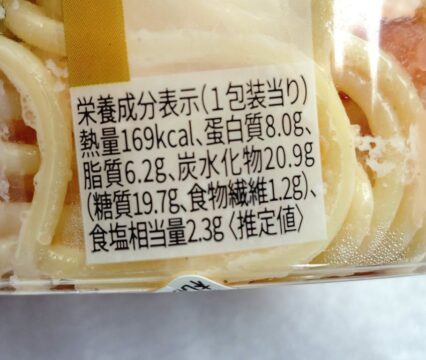 栄養成分表示(1包装当り)
熱量169kcal、蛋白質8.0g、
脂質6.2g、炭水化物20.9g
(糖質19.7g、食物繊維1.2g)、
食塩相当量2.3g〈推定値〉